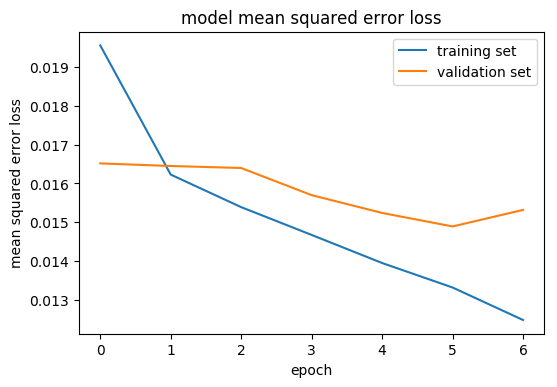 model mean squared error loss
training set
validation set
mean squared error loss
0.019
0.018
0.017
0.016
0.015
0.014
0.013
0 1 2 3 4 5 6
epoch